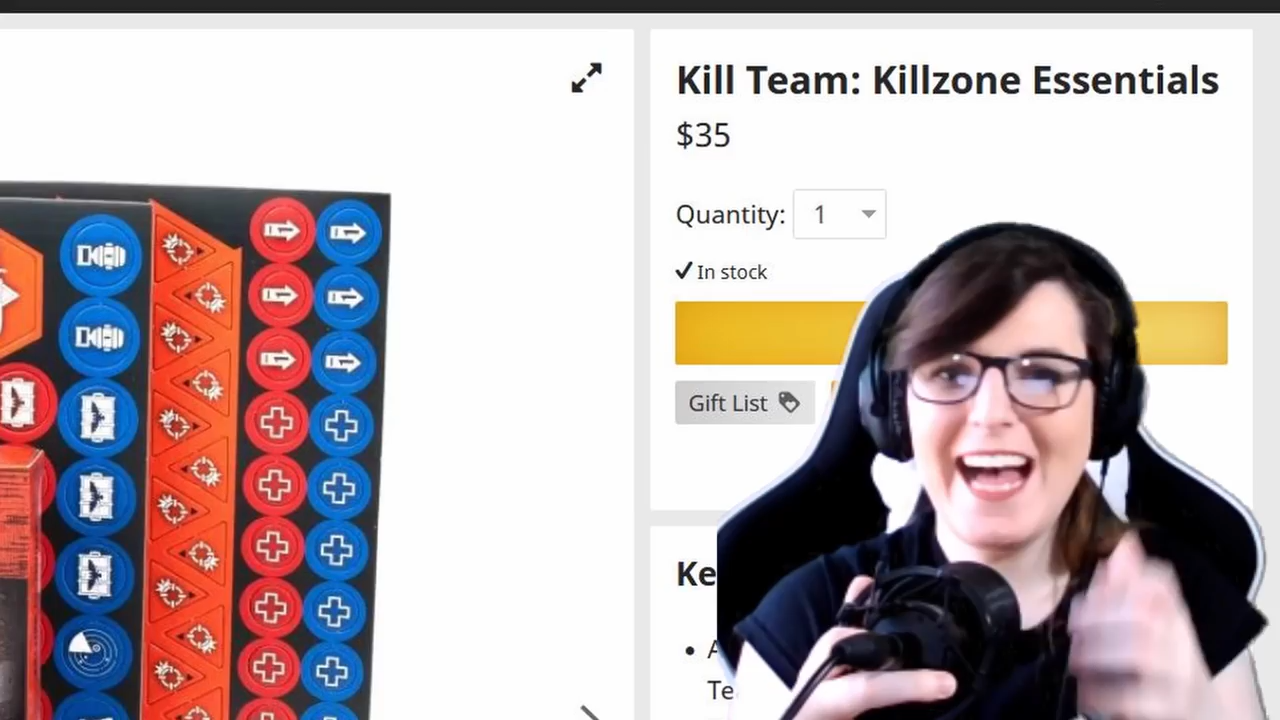 Kill Team: Killzone Essentials
$35
Quantity: 1
In stock
Gift List
Ke
Te